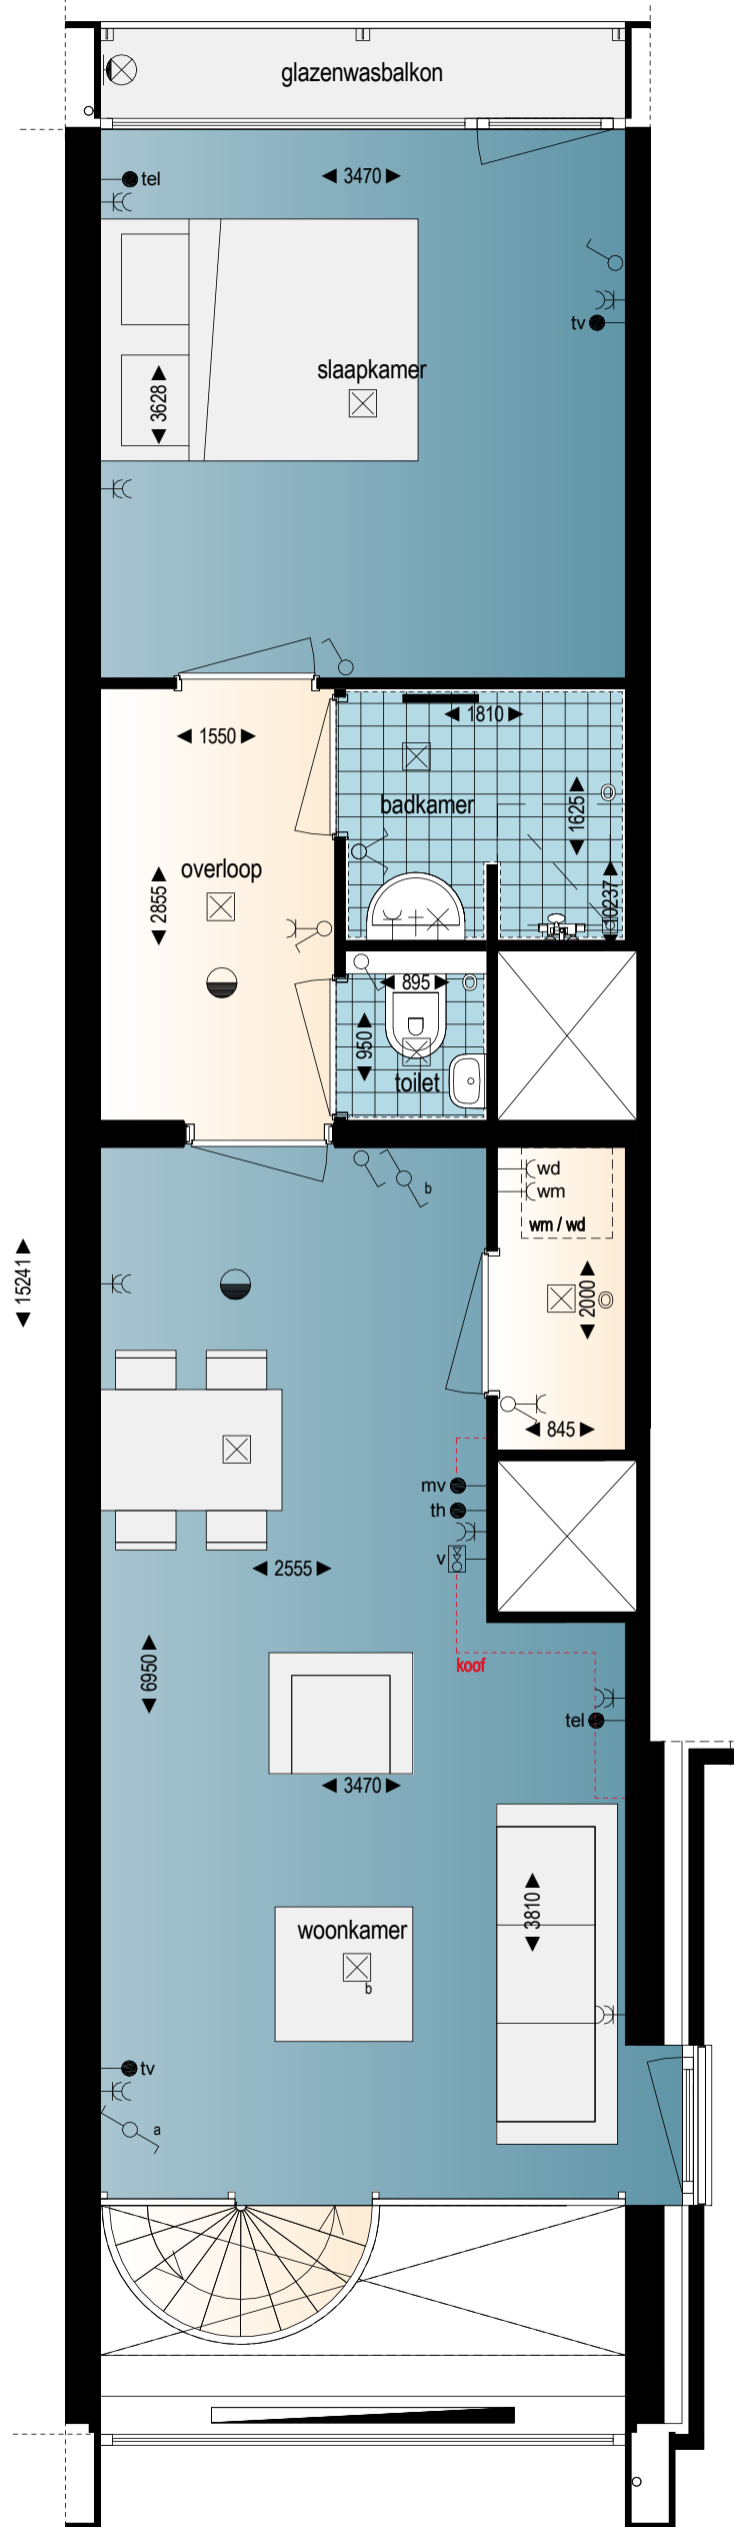 glazenwasbalkon
tel
3470
tv
slaapkamer
3628
1550
1810
badkamer
1625
overloop
2855
10237
895
950
toilet
b
wd
wm
wm / wd
15241
2000
845
mv
th
v
2555
6950
koof
tel
3470
3810
woonkamer
b
tv
a